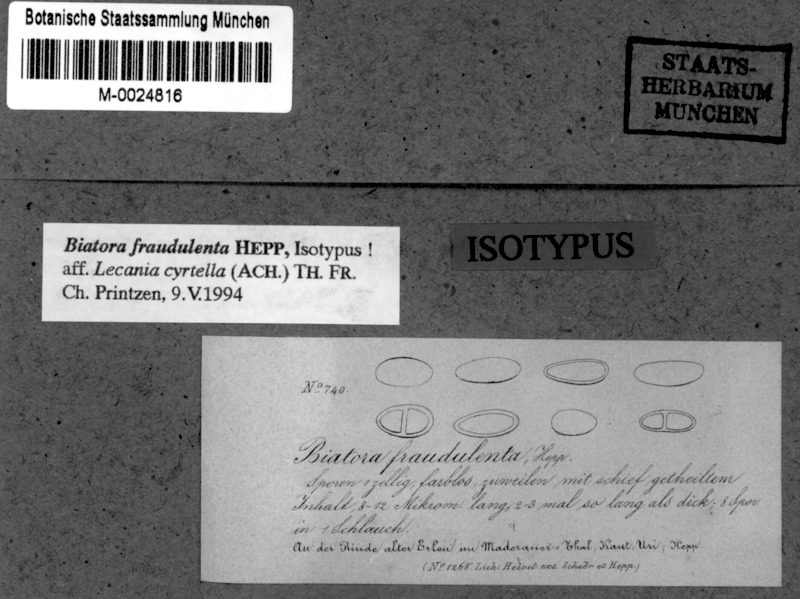 Botanische Staatssammlung München
M-0024816
STAATS-
HERBARIUM
MÜNCHEN
Biatora fraudulenta HEPP, Isotypus !
aff. Lecania cyrtella (ACH.) TH. FR.
Ch. Printzen, 9.V.1994
ISOTYPUS
No 740.
Biatora fraudulenta, Hepp.
Sporen 1 zellig, farblos, zuweilen mit schief getheiltem
Inhalt, 8-12 Mikrom. lang, 2-3 mal so lang als dick; 8 Spor
in 1 Schlauch.
An der Rinde alter Erlen im Maderaner-Thal, Kant. Uri; Hepp.
(No 1268. Lich. Helvet. exs. Schaer et Hepp.)